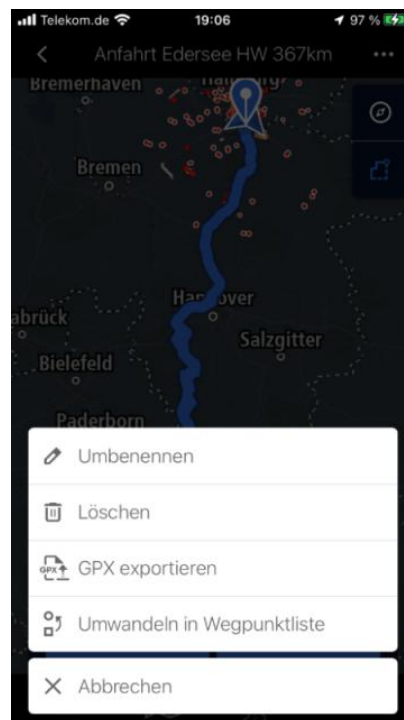 Telekom.de 19:06 97 %
Anfahrt Edersee HW 367km
Bremerhaven
Bremen
Hannover
Salzgitter
Bielefeld
Paderborn
Umbenennen
Löschen
GPX exportieren
Umwandeln in Wegpunktliste
Abbrechen